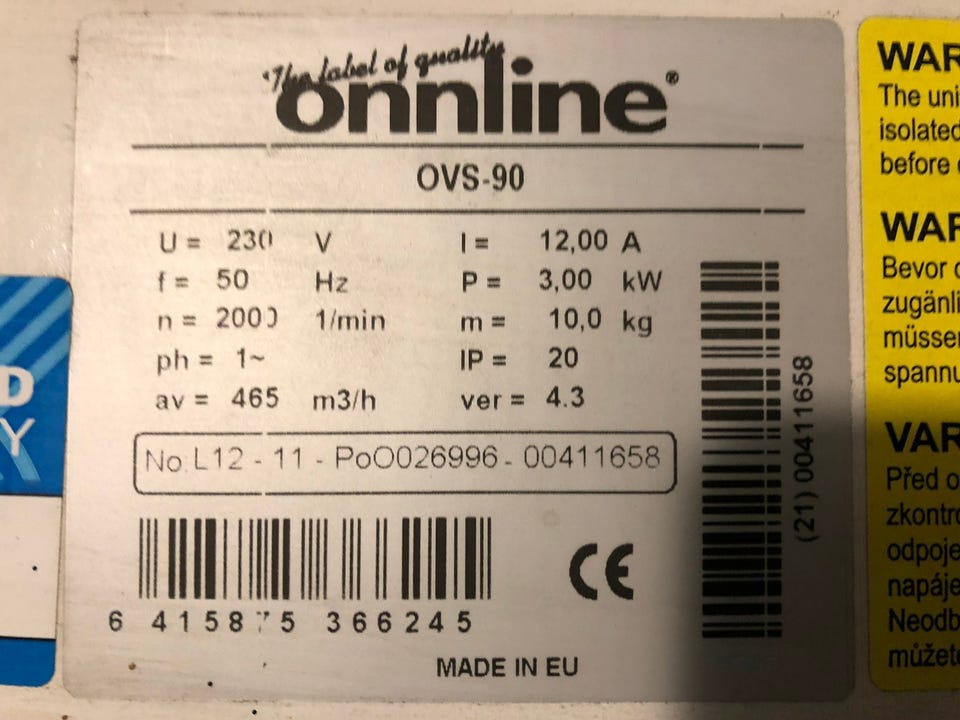 The label of quality
onnline®
OVS-90
U = 230 V I = 12,00 A
f = 50 Hz P = 3,00 kW
n = 2000 1/min m = 10,0 kg
ph = 1~ IP = 20
av = 465 m3/h ver = 4.3
No. L12 - 11 - PoO026996 - 00411658
(21) 00411658
6 415875 366245
CE
MADE IN EU
D
Y
WAR
The uni
isolated
before
WAR
Bevor
zugänli
müssen
spannu
VAR
Před o
zkontro
odpoje
napáje
Neodb
můžete